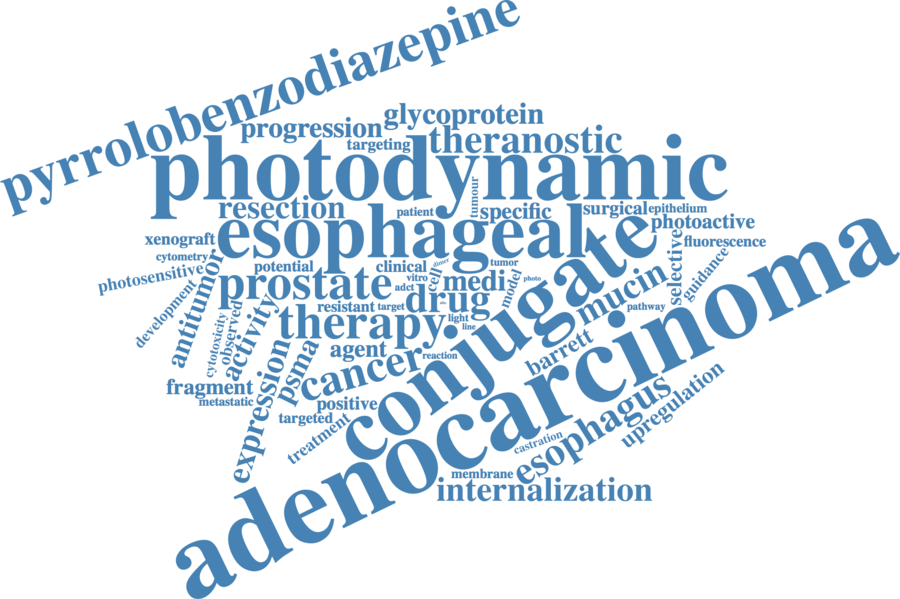 pyrrolobenzodiazepine
glycoprotein
progression
theranostic
targeting
photodynamic
tumour
resection
patient
specific
surgical
epithelium
photoactive
esophageal
conjugate
xenograft
fluorescence
cytometry
selective
guidance
photosensitive
potential
clinical
dimer
tumor
antitumor
prostate
vitro
cell
medi
model
photo
mucin
adct
drug
development
resistant
target
pathway
adenocarcinoma
cytotoxicity
observed
activity
therapy
light
line
agent
cancer
reaction
barrett
fragment
metastatic
expression
psma
positive
targeted
treatment
castration
esophagus
upregulation
membrane
internalization